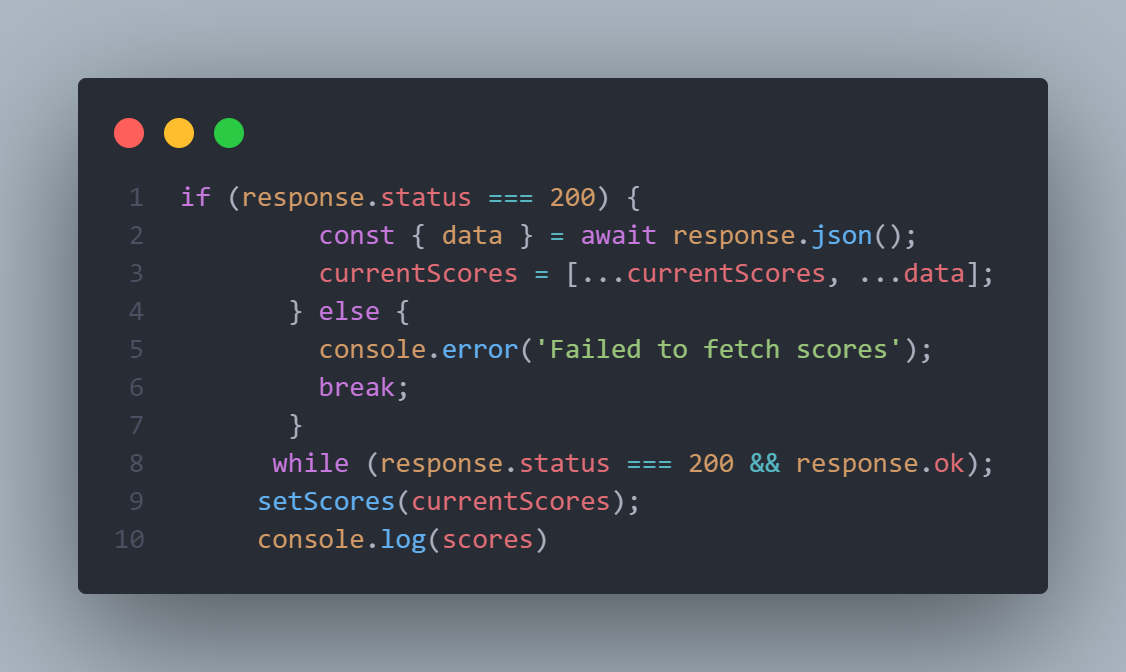 1 if (response.status === 200) {
2 const { data } = await response.json();
3 currentScores = [...currentScores, ...data];
4 } else {
5 console.error('Failed to fetch scores');
6 break;
7 }
8 while (response.status === 200 && response.ok);
9 setScores(currentScores);
10 console.log(scores)